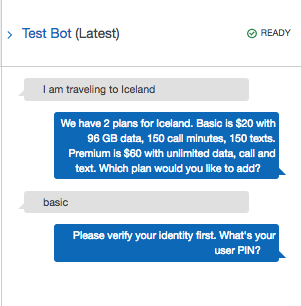 Test Bot (Latest)
READY
I am traveling to Iceland
We have 2 plans for Iceland. Basic is $20 with
96 GB data, 150 call minutes, 150 texts.
Premium is $60 with unlimited data, call and
text. Which plan would you like to add?
basic
Please verify your identity first. What's your
user PIN?